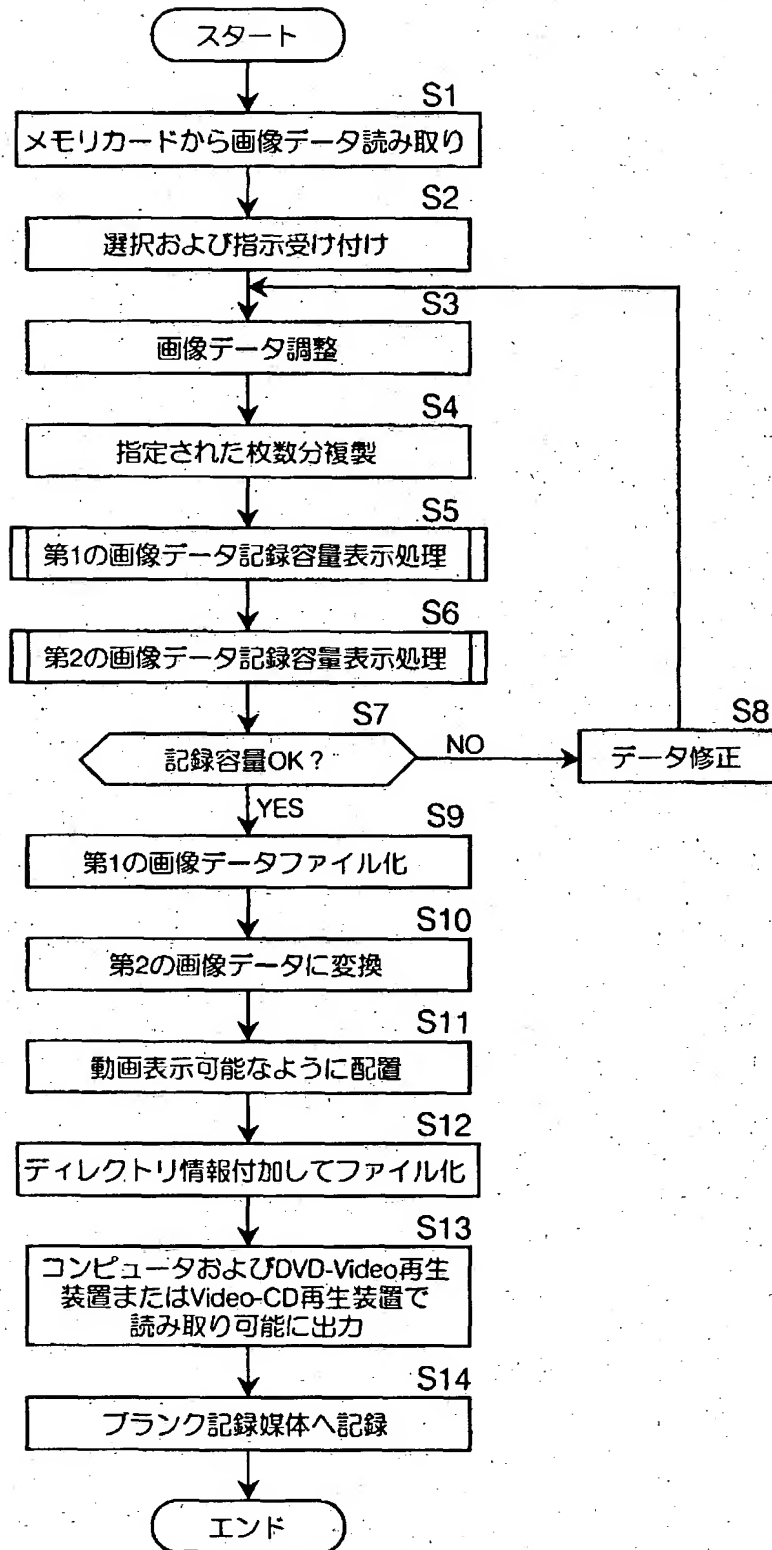 スタート
S1
メモリカードから画像データ読み取り
S2
選択および指示受け付け
S3
画像データ調整
S4
指定された枚数分複製
S5
第1の画像データ記録容量表示処理
S6
第2の画像データ記録容量表示処理
S7
記録容量OK？
NO
S8
データ修正
YES
S9
第1の画像データファイル化
S10
第2の画像データに変換
S11
動画表示可能なように配置
S12
ディレクトリ情報付加してファイル化
S13
コンピュータおよびDVD-Video再生
装置またはVideo-CD再生装置で
読み取り可能に出力
S14
ブランク記録媒体へ記録
エンド